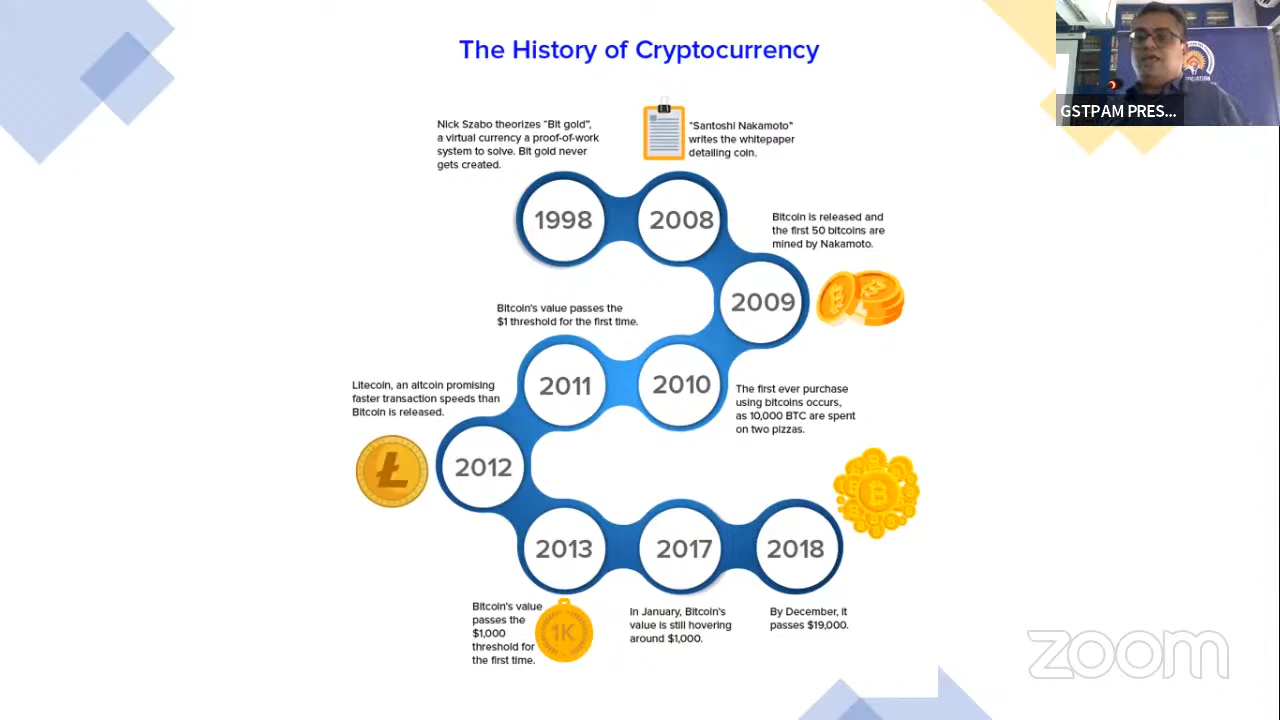 The History of Cryptocurrency
GSTPAM PRES...
Nick Szabo theorizes "Bit gold",
a virtual currency a proof-of-work
system to solve. Bit gold never
gets created.
"Santoshi Nakamoto"
writes the whitepaper
detailing coin.
1998
2008
Bitcoin is released and
the first 50 bitcoins are
mined by Nakamoto.
2009
Bitcoin's value passes the
$1 threshold for the first time.
2011
2010
The first ever purchase
using bitcoins occurs,
as 10,000 BTC are spent
on two pizzas.
Litecoin, an altcoin promising
faster transaction speeds than
Bitcoin is released.
2012
2013
2017
2018
Bitcoin's value
passes the
$1,000
threshold for
the first time.
1K
In January, Bitcoin's
value is still hovering
around $1,000.
By December, it
passes $19,000.
zoom